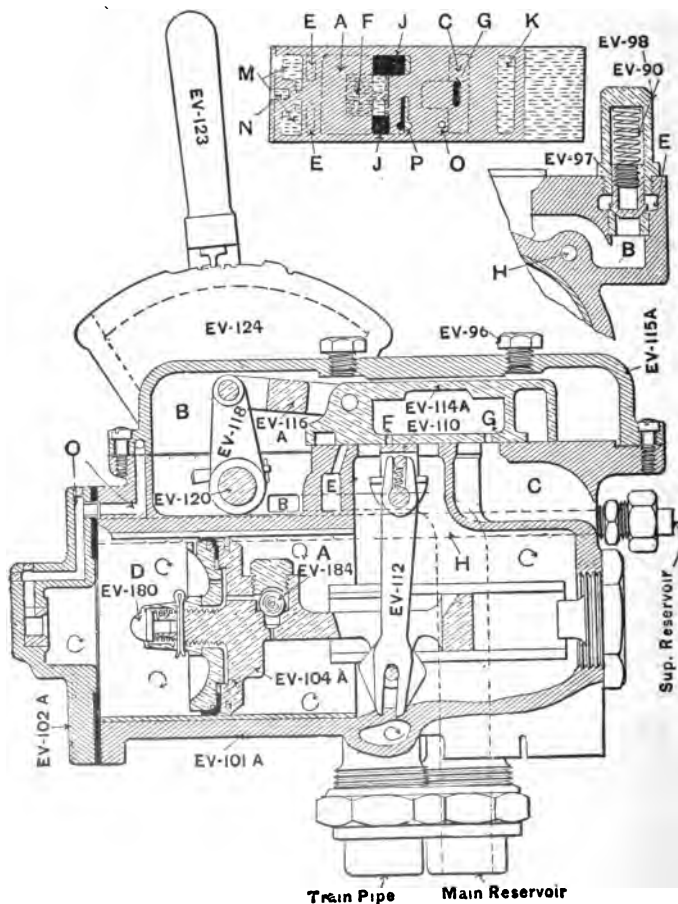 E A F J C G K
M
N
E J P O
EV-98
EV-90
EV-97
E
B
H
EV-123
EV-124
EV-96
EV-115A
B
EV-118
EV-116
A
EV-114A
EV-110
F G
O
EV-120
B
E
C
D
EV-180
A
EV-184
EV-112
H
Sup. Reservoir
EV-104 A
EV-102 A
EV-101 A
Train Pipe Main Reservoir